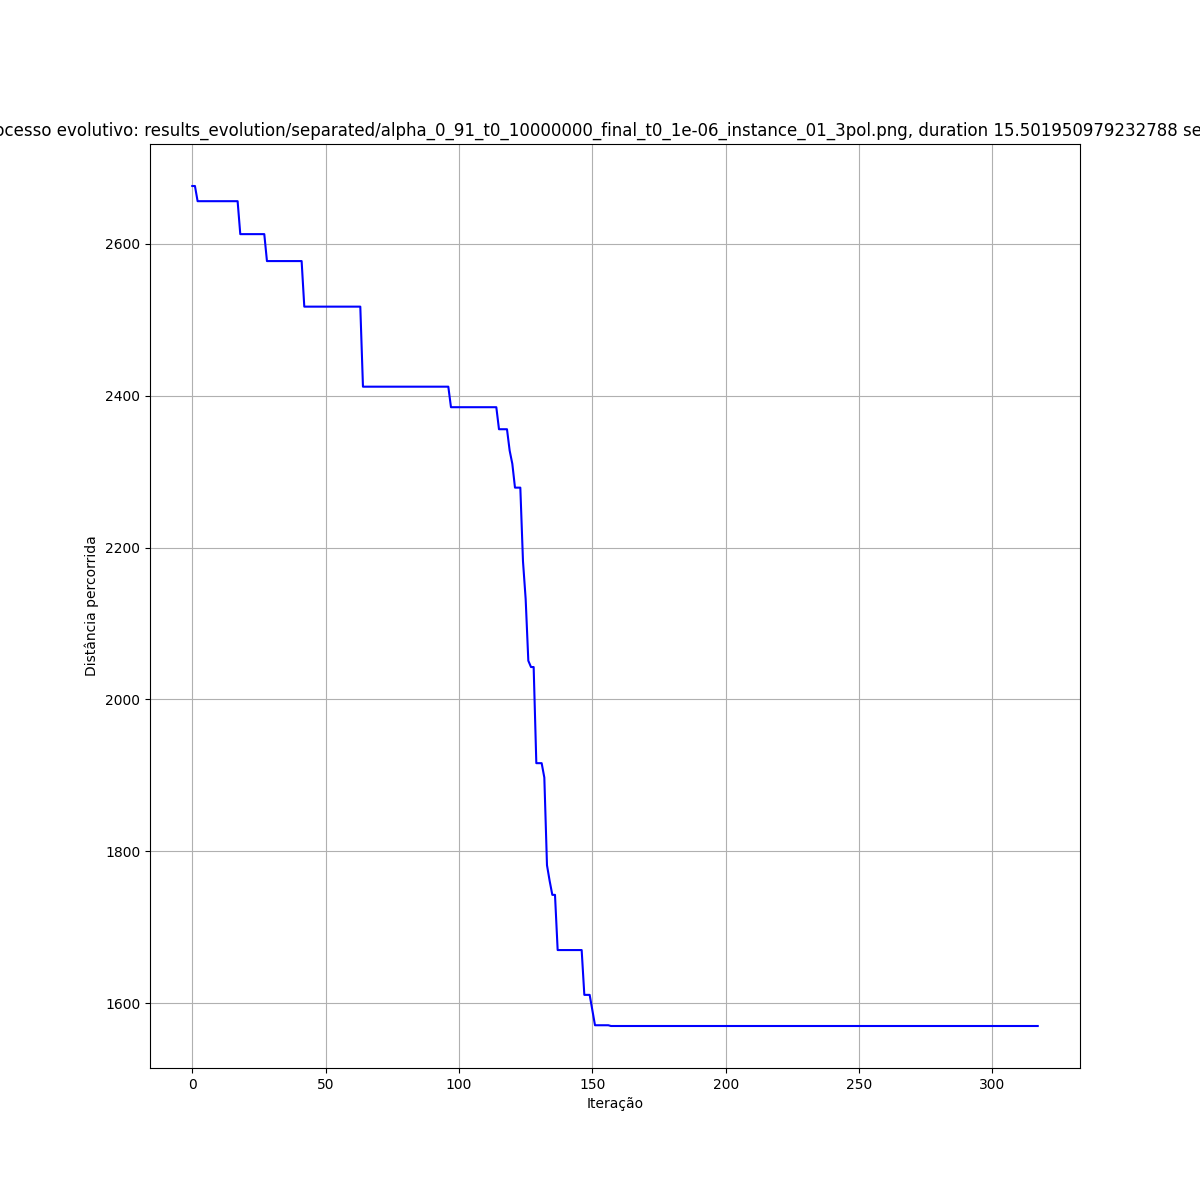 ocesso evolutivo: results_evolution/separated/alpha_0_91_t0_10000000_final_t0_1e-06_instance_01_3pol.png, duration 15.501950979232788 se
2600
2400
2200
2000
1800
1600
Distância percorrida
0 50 100 150 200 250 300
Iteração